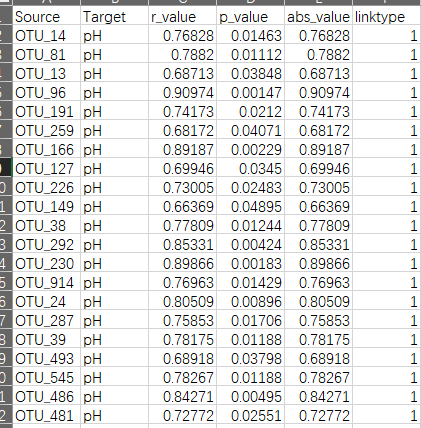 Source Target r_value p_value abs_value linktype
OTU_14 pH 0.76828 0.01463 0.76828 1
OTU_81 pH 0.7882 0.01112 0.7882 1
OTU_13 pH 0.68713 0.03848 0.68713 1
OTU_96 pH 0.90974 0.00147 0.90974 1
OTU_191 pH 0.74173 0.0212 0.74173 1
OTU_259 pH 0.68172 0.04071 0.68172 1
OTU_166 pH 0.89187 0.00229 0.89187 1
OTU_127 pH 0.69946 0.0345 0.69946 1
OTU_226 pH 0.73005 0.02483 0.73005 1
OTU_149 pH 0.66369 0.04895 0.66369 1
OTU_38 pH 0.77809 0.01244 0.77809 1
OTU_292 pH 0.85331 0.00424 0.85331 1
OTU_230 pH 0.89866 0.00183 0.89866 1
OTU_914 pH 0.76963 0.01429 0.76963 1
OTU_24 pH 0.80509 0.00896 0.80509 1
OTU_287 pH 0.75853 0.01706 0.75853 1
OTU_39 pH 0.78175 0.01188 0.78175 1
OTU_493 pH 0.68918 0.03798 0.68918 1
OTU_545 pH 0.78267 0.01188 0.78267 1
OTU_486 pH 0.84271 0.00495 0.84271 1
OTU_481 pH 0.72772 0.02551 0.72772 1